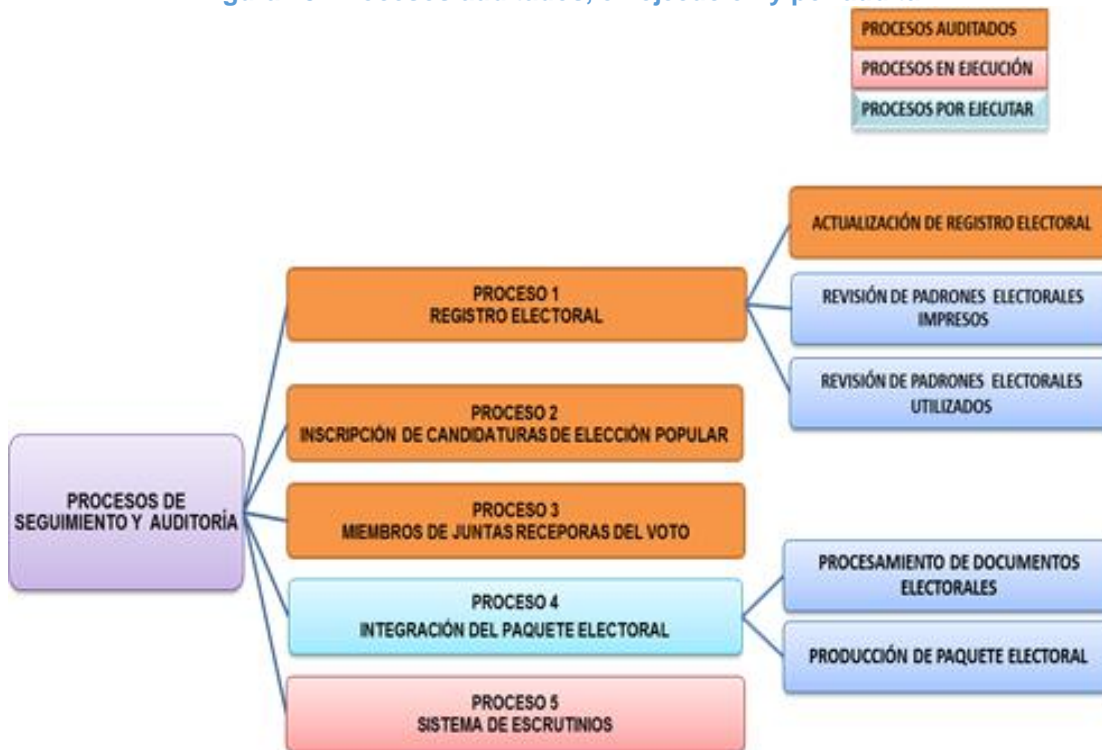 PROCESOS AUDITADOS
PROCESOS EN EJECUCIÓN
PROCESOS POR EJECUTAR
ACTUALIZACIÓN DE REGISTRO ELECTORAL
PROCESO 1
REGISTRO ELECTORAL
REVISIÓN DE PADRONES ELECTORALES
IMPRESOS
REVISIÓN DE PADRONES ELECTORALES
UTILIZADOS
PROCESO 2
INSCRIPCIÓN DE CANDIDATURAS DE ELECCIÓN POPULAR
PROCESOS DE
SEGUIMIENTO Y AUDITORÍA
PROCESO 3
MIEMBROS DE JUNTAS RECEPORAS DEL VOTO
PROCESAMIENTO DE DOCUMENTOS
ELECTORALES
PROCESO 4
INTEGRACIÓN DEL PAQUETE ELECTORAL
PRODUCCIÓN DE PAQUETE ELECTORAL
PROCESO 5
SISTEMA DE ESCRUTINIOS